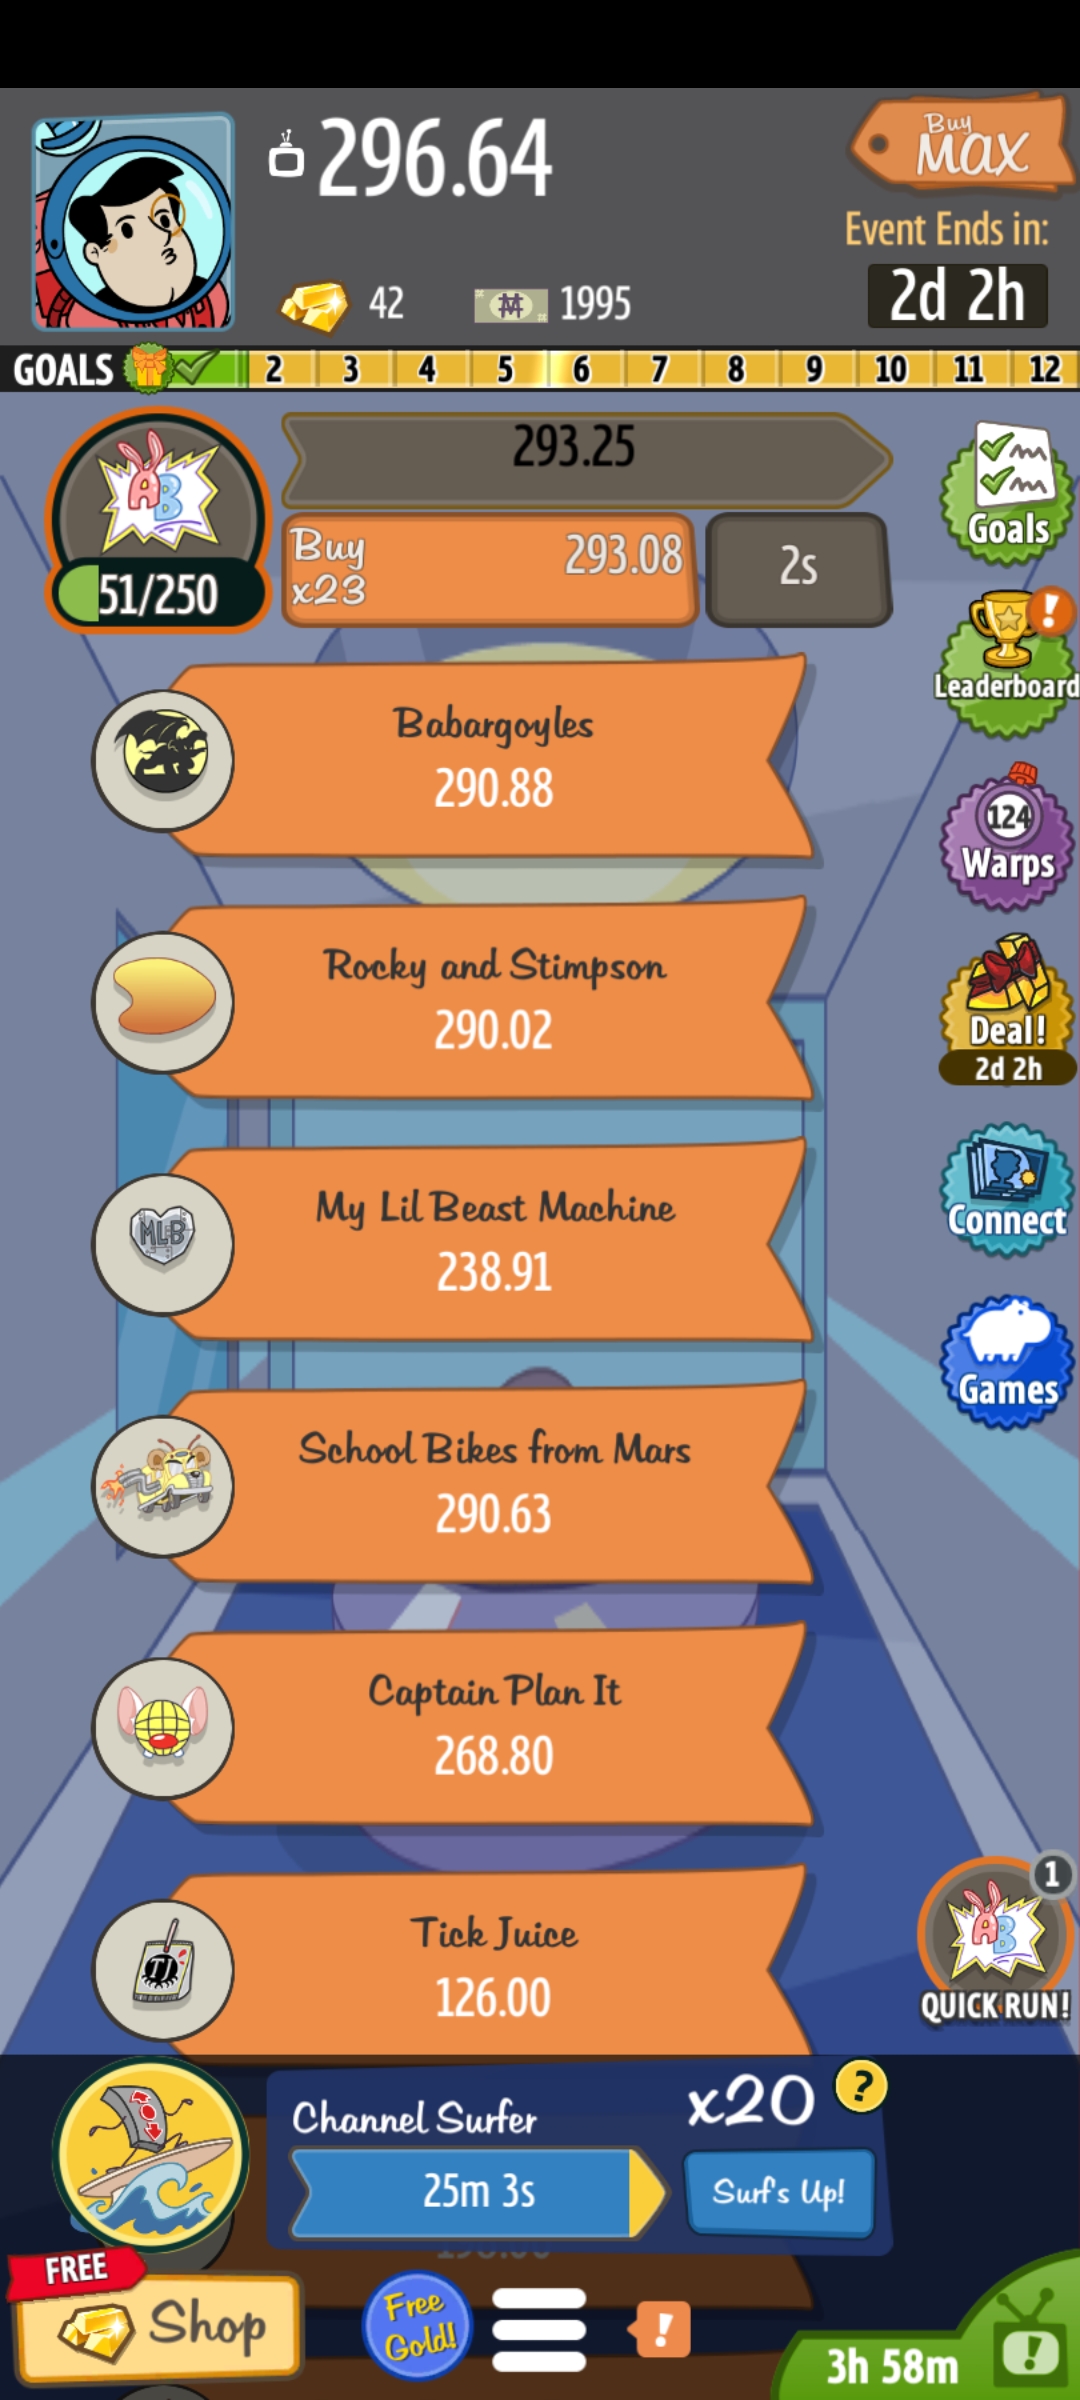 296.64
Buy
MAX
Event Ends in:
2d 2h
42
1995
GOALS 2 3 4 5 6 7 8 9 10 11 12
AB
51/250
293.25
Buy
x23
293.08
2s
Goals
!
Leaderboard
Babargoyles
290.88
124
Warps
Rocky and Stimpson
290.02
Deal!
2d 2h
MLB
My Lil Beast Machine
238.91
Connect
School Bikes from Mars
290.63
Games
Captain Plan It
268.80
TJ
Tick Juice
126.00
1
AB
QUICK RUN!
Channel Surfer
x20
?
25m 3s
Surf's Up!
FREE
Shop
Free
Gold!
!
3h 58m
!